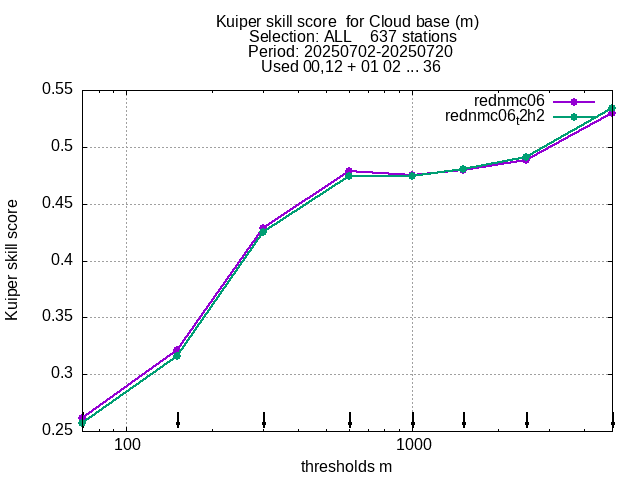 Kuiper skill score  for Cloud base (m)
Selection: ALL    637 stations
Period: 20250702-20250720
Used 00,12 + 01 02 ... 36
rednmc06
rednmc06t2h2
0.55
0.5
0.45
0.4
0.35
0.3
0.25
Kuiper skill score
100
1000
thresholds m